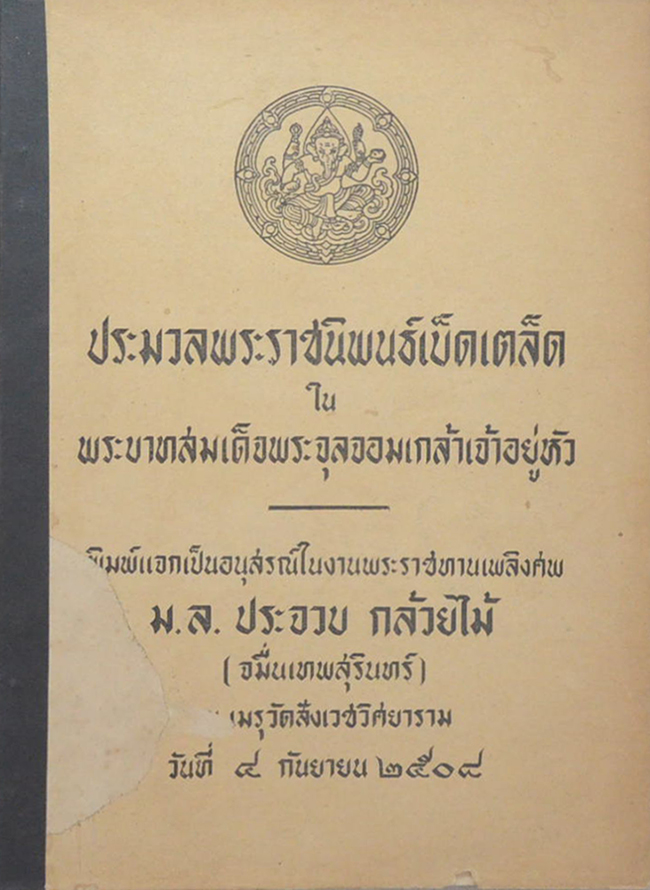 ประมวลพระราชนิพนธ์เบ็ดเตล็ด
ใน
พระบาทสมเด็จพระจุลจอมเกล้าเจ้าอยู่หัว
พิมพ์แจกเป็นอนุสรณ์ในงานพระราชทานเพลิงศพ
ม.ล. ประจวบ กล้วยไม้
(จมื่นเทพสุรินทร์)
เมรุวัดสังเวชวิศยาราม
วันที่ ๔ กันยายน ๒๕๐๘